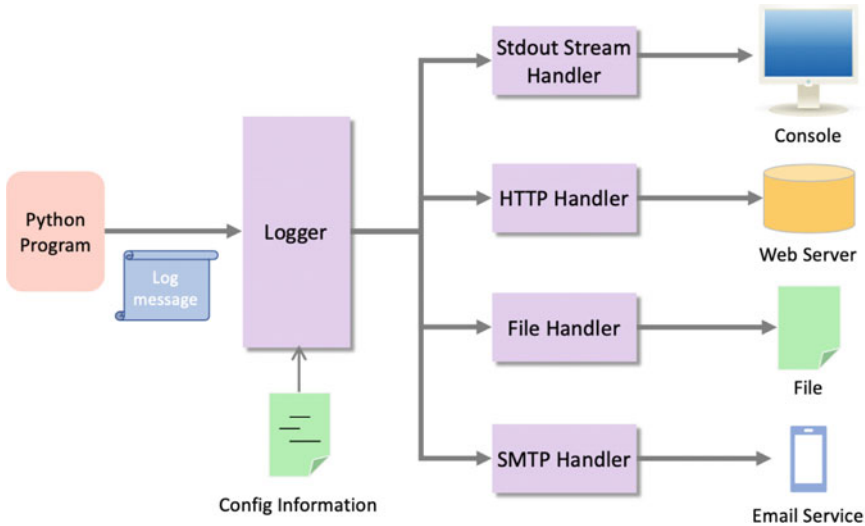 Stdout Stream
Handler
Console
HTTP Handler
Web Server
Python
Program
Log
message
Logger
File Handler
File
Config Information
SMTP Handler
Email Service